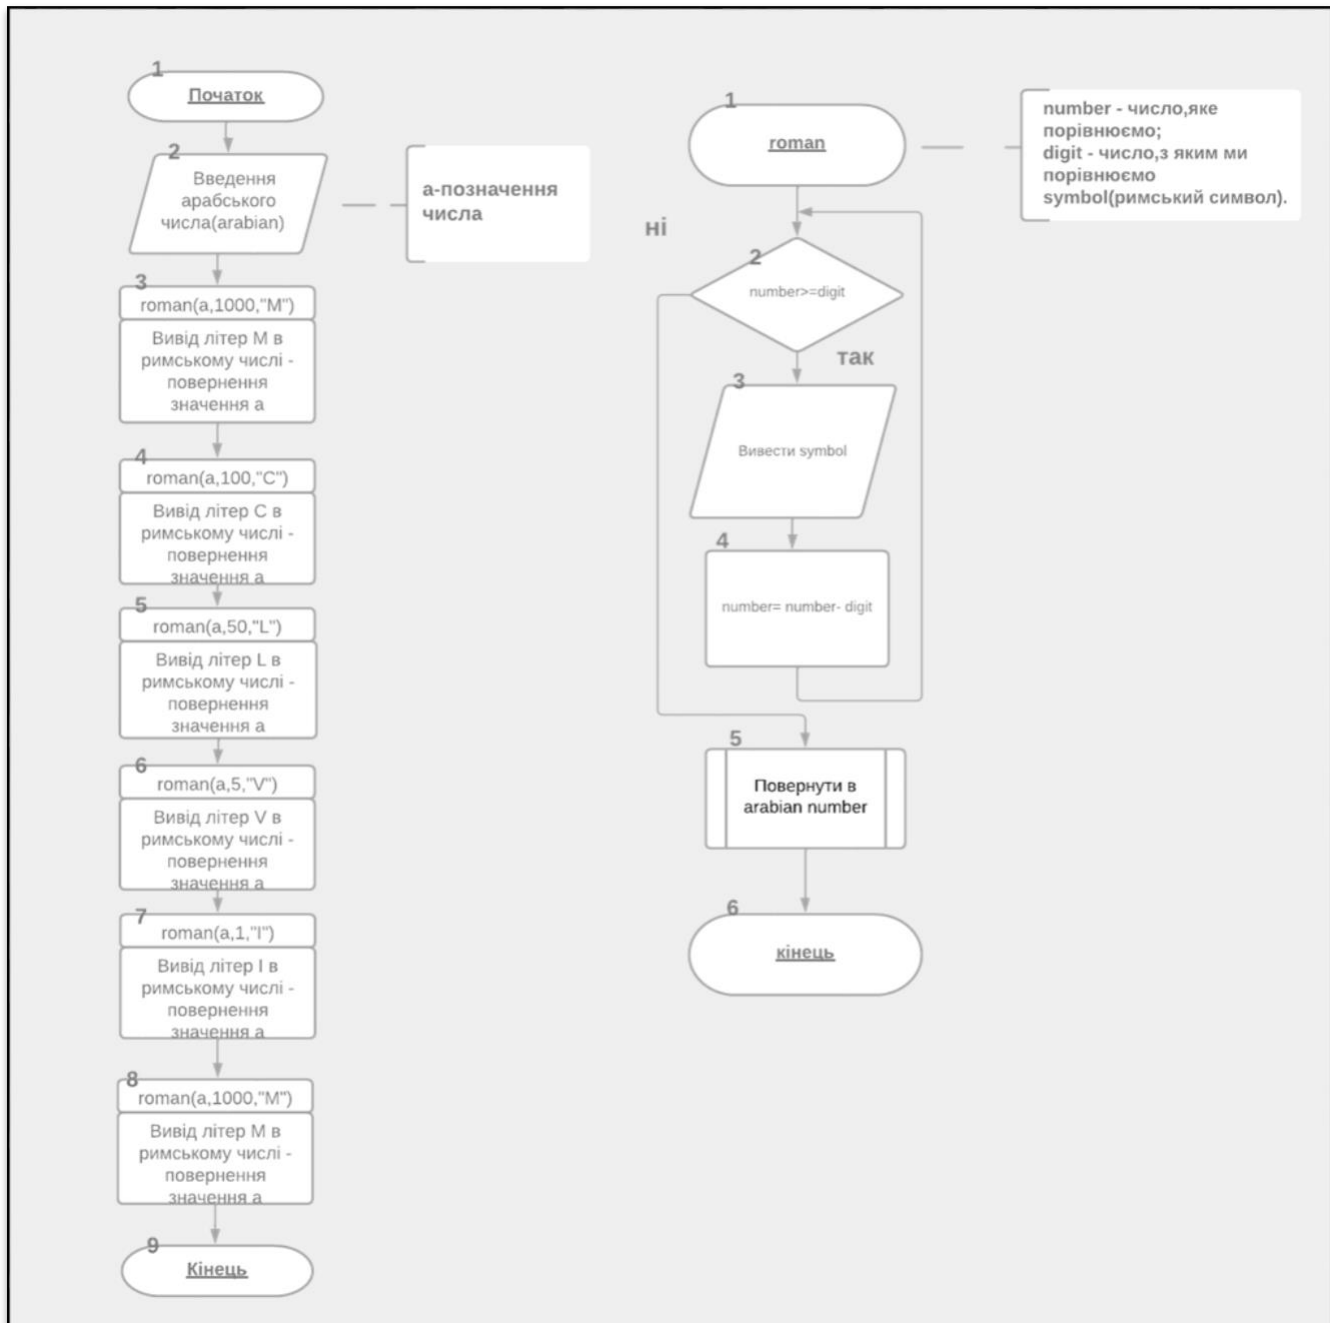 1
Початок
2
Введення
арабського
числа(arabian)
а-позначення
числа
3
roman(a,1000,"M")
Вивід літер М в
римському числі -
повернення
значення а
4
roman(a,100,"C")
Вивід літер С в
римському числі -
повернення
значення а
5
roman(a,50,"L")
Вивід літер L в
римському числі -
повернення
значення а
6
roman(a,5,"V")
Вивід літер V в
римському числі -
повернення
значення а
7
roman(a,1,"I")
Вивід літер I в
римському числі -
повернення
значення а
8
roman(a,1000,"M")
Вивід літер М в
римському числі -
повернення
значення а
9
Кінець
1
roman
number - число,яке
порівнюємо;
digit - число,з яким ми
порівнюємо
symbol(римський символ).
ні
2
number>=digit
так
3
Вивести symbol
4
number= number- digit
5
Повернути в
arabian number
6
кінець